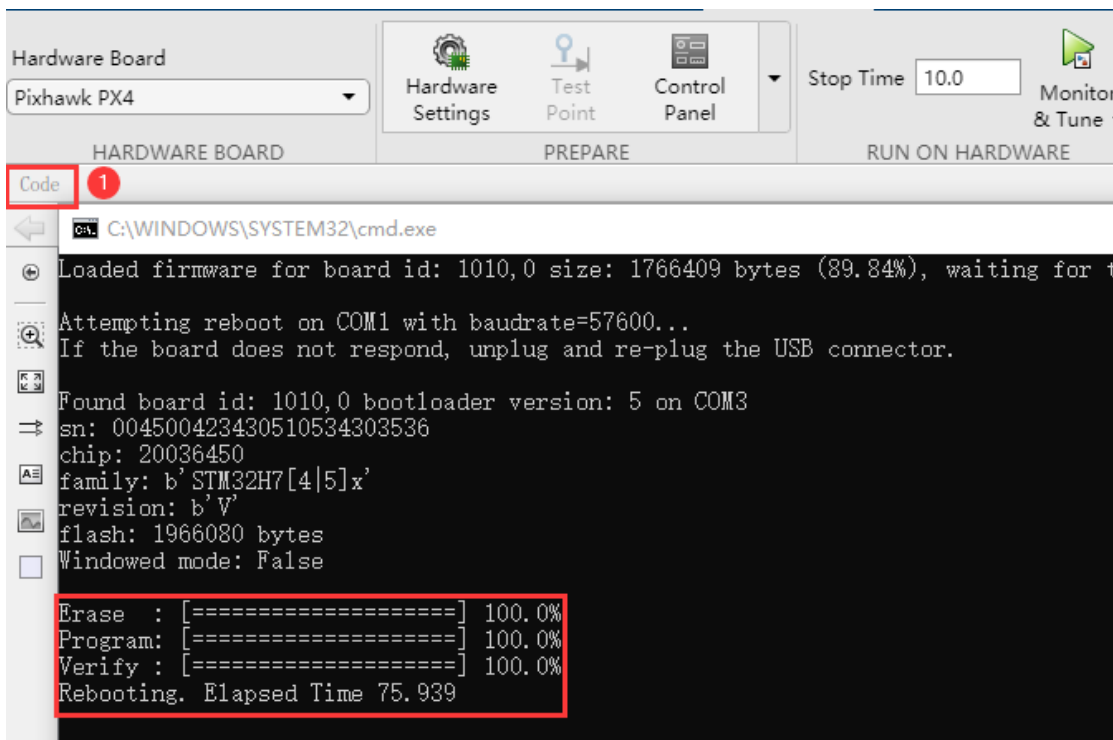 Hardware Board
Pixhawk PX4
Hardware Settings
Test Point
Control Panel
Stop Time 10.0
Monitor & Tune
HARDWARE BOARD
PREPARE
RUN ON HARDWARE
Code 1
C:\WINDOWS\SYSTEM32\cmd.exe
Loaded firmware for board id: 1010,0 size: 1766409 bytes (89.84%), waiting for
Attempting reboot on COM1 with baudrate=57600...
If the board does not respond, unplug and re-plug the USB connector.
Found board id: 1010,0 bootloader version: 5 on COM3
sn: 004500423430510534303536
chip: 20036450
family: b'STM32H7[4|5]x'
revision: b'V'
flash: 1966080 bytes
Windowed mode: False
Erase  : [====================] 100.0%
Program: [====================] 100.0%
Verify : [====================] 100.0%
Rebooting. Elapsed Time 75.939